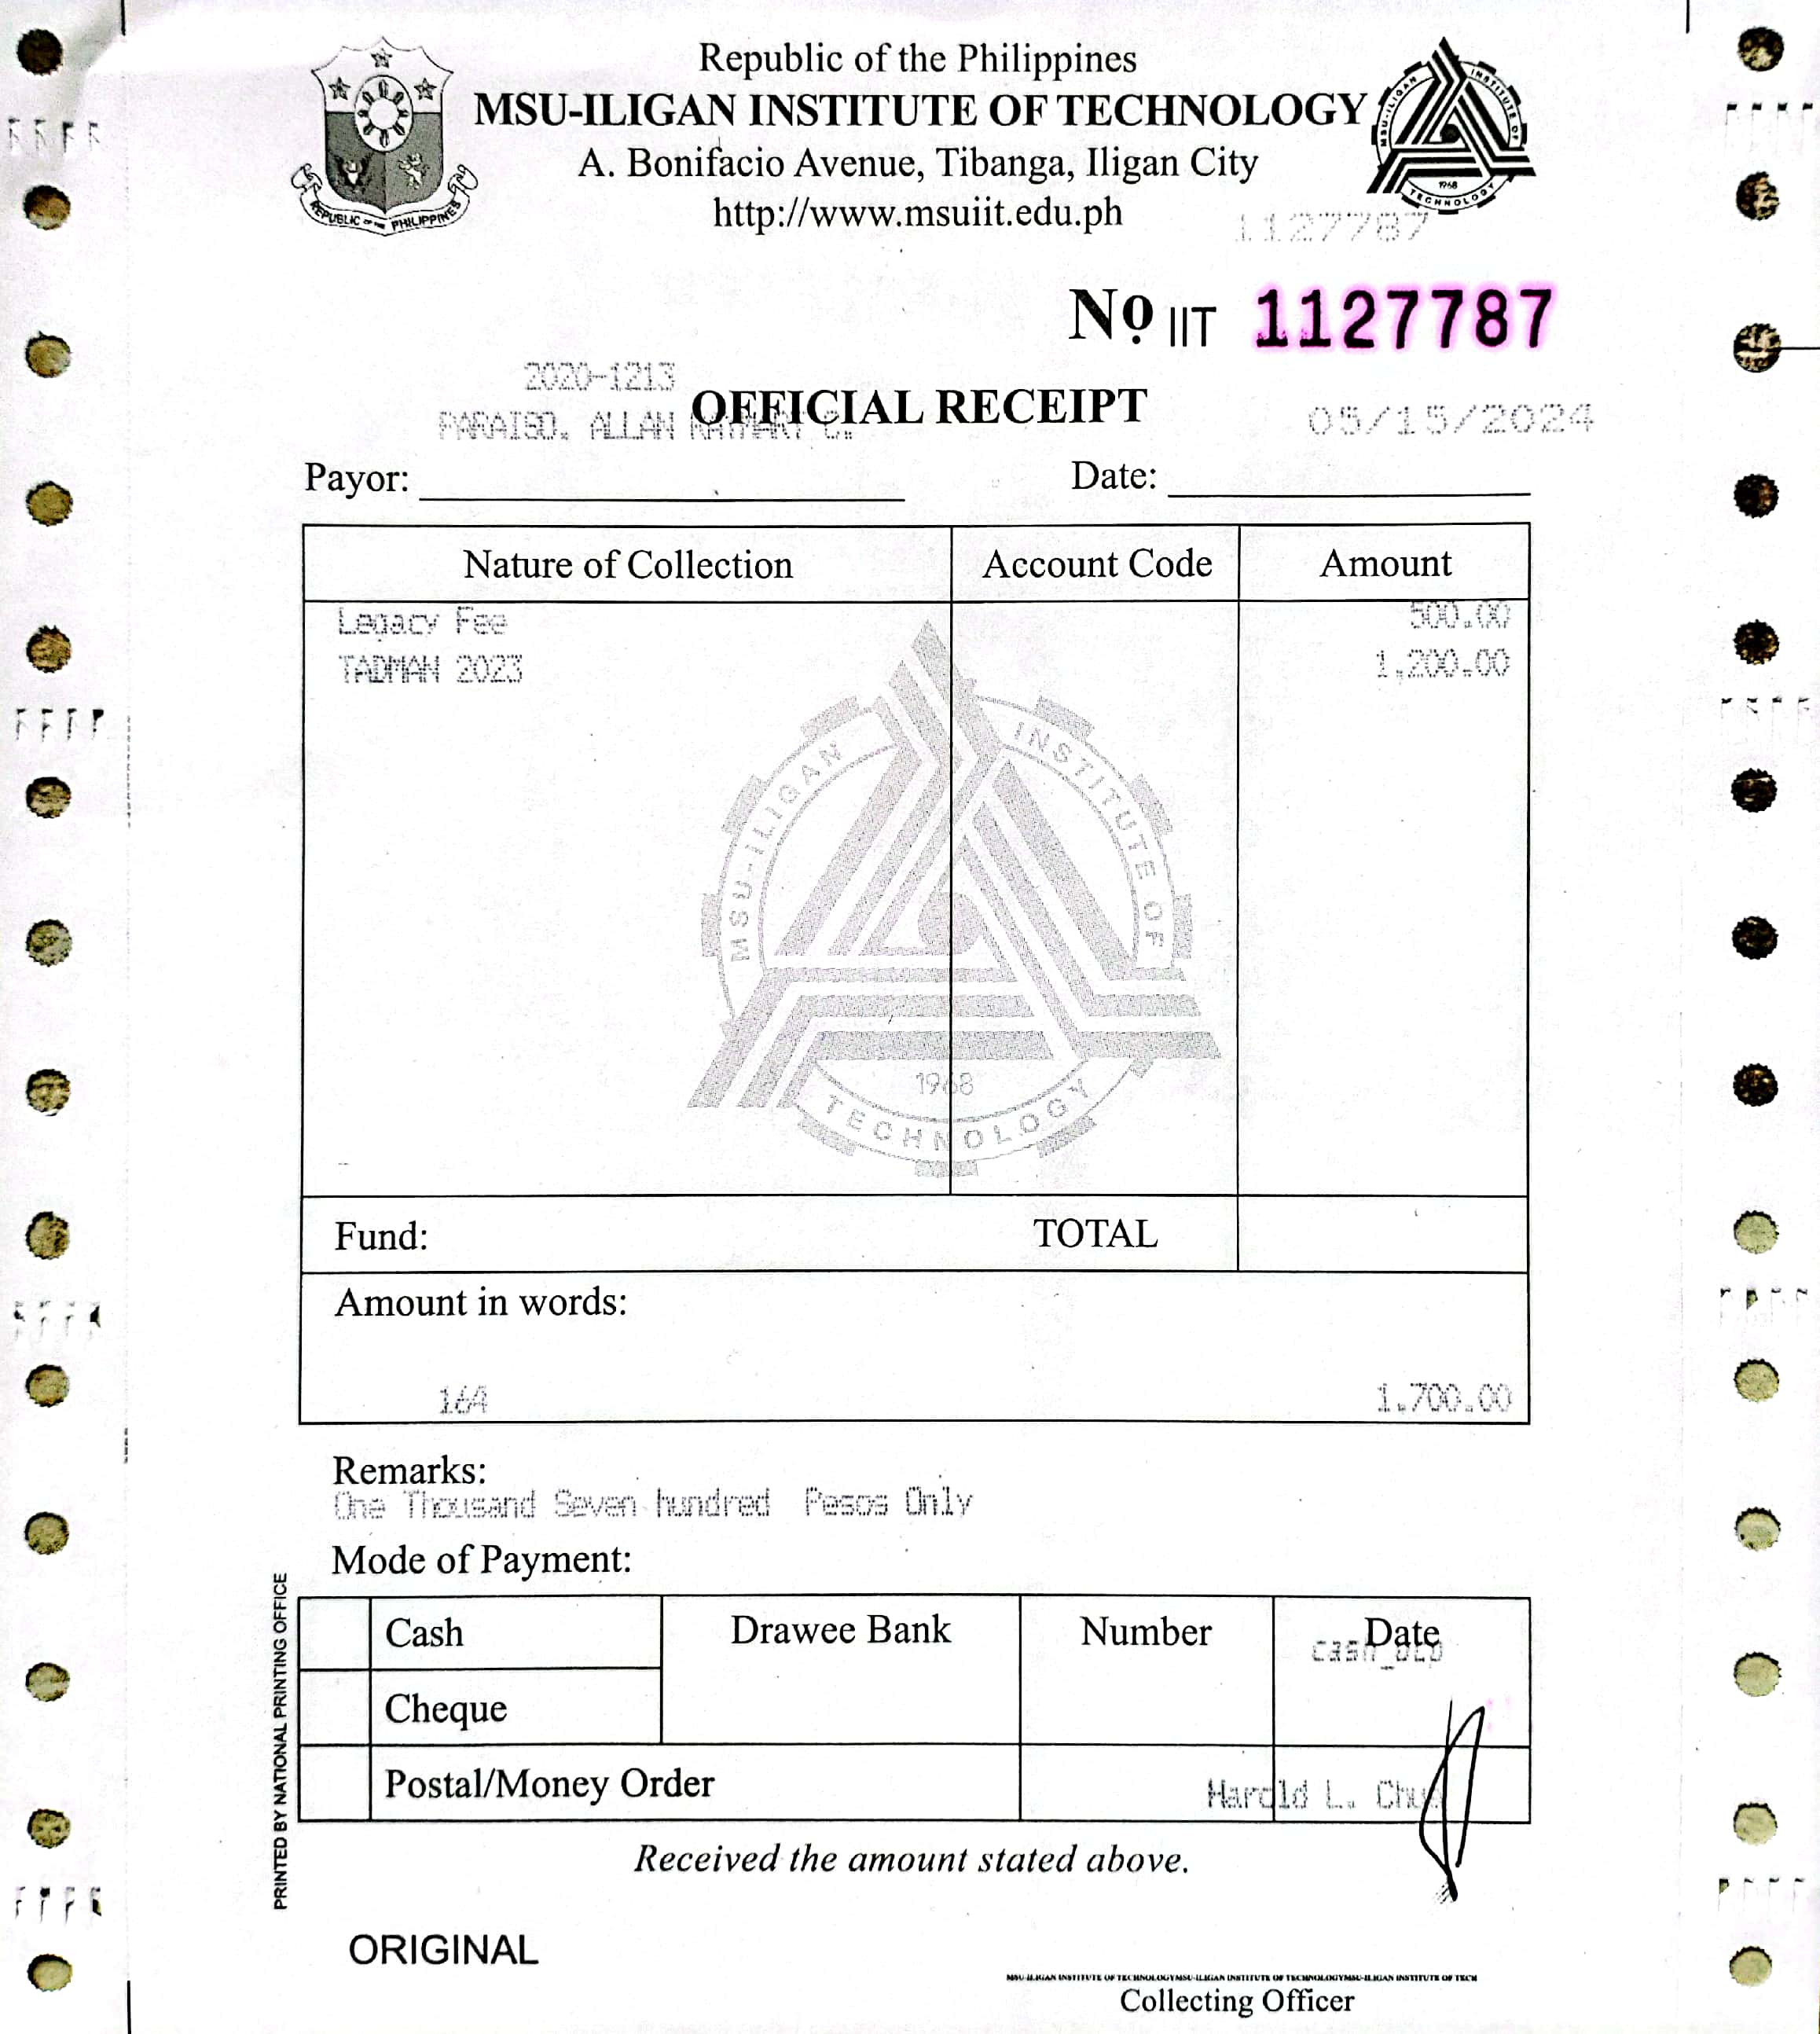 Republic of the Philippines
MSU-ILIGAN INSTITUTE OF TECHNOLOGY
A. Bonifacio Avenue, Tibanga, Iligan City
http://www.msuiit.edu.ph
REPUBLIC OF THE PHILIPPINES
MSU-ILIGAN INSTITUTE OF TECHNOLOGY
1968
1127787
No. IIT 1127787
2020-1213
OFFICIAL RECEIPT
PARAISO, ALLAN RAYMART C.
05/15/2024
Payor:
Date:
Nature of Collection Account Code Amount
Legacy Fee 500.00
TADMAN 2023 1,200.00
MSU-ILIGAN INSTITUTE OF TECHNOLOGY
1968
Fund: TOTAL
Amount in words:
164 1,700.00
Remarks:
One Thousand Seven hundred Pesos Only
Mode of Payment:
Cash Drawee Bank Number Date
Cheque
Postal/Money Order
Harold L. Chua
Received the amount stated above.
PRINTED BY NATIONAL PRINTING OFFICE
ORIGINAL
MSU-ILIGAN INSTITUTE OF TECHNOLOGYMSU-ILIGAN INSTITUTE OF TECHNOLOGYMSU-ILIGAN INSTITUTE OF TECH
Collecting Officer